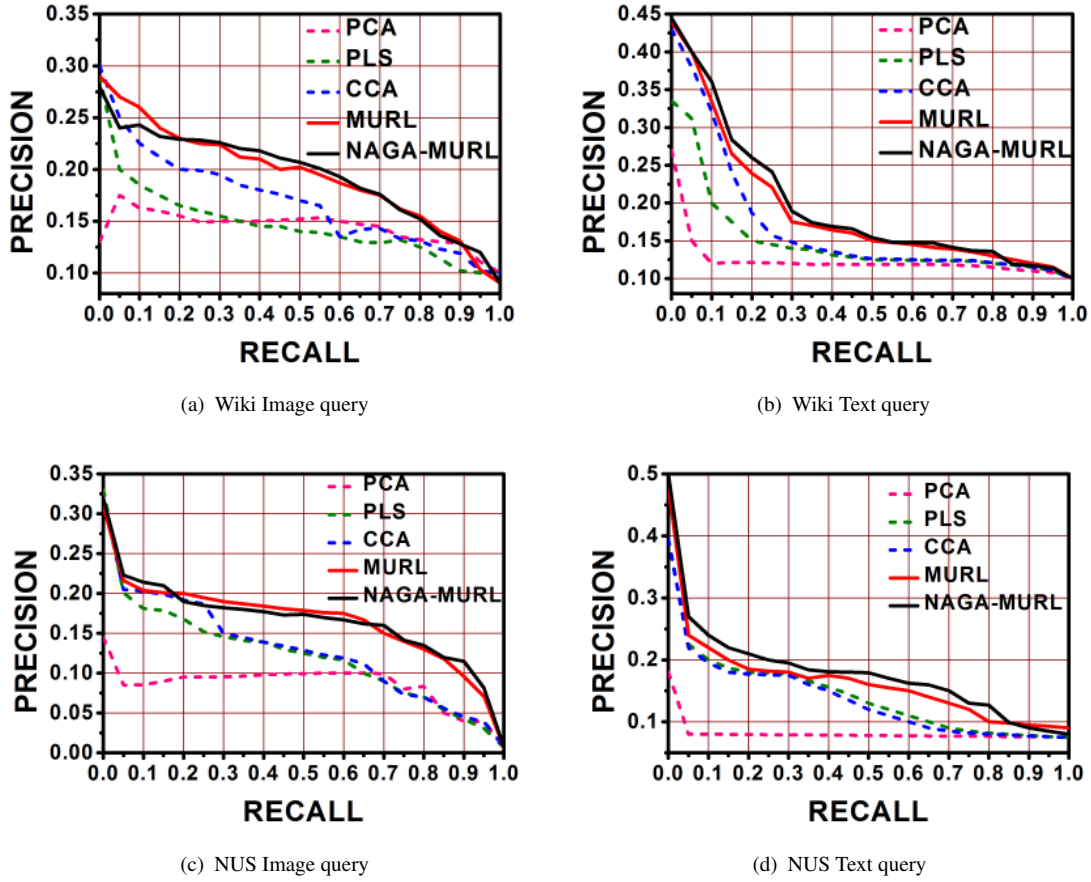 0.35
0.30
0.25
0.20
0.15
0.10
PRECISION
PCA
PLS
CCA
MURL
NAGA-MURL
0.0 0.1 0.2 0.3 0.4 0.5 0.6 0.7 0.8 0.9 1.0
RECALL
(a) Wiki Image query
0.45
0.40
0.35
0.30
0.25
0.20
0.15
0.10
PRECISION
PCA
PLS
CCA
MURL
NAGA-MURL
0.0 0.1 0.2 0.3 0.4 0.5 0.6 0.7 0.8 0.9 1.0
RECALL
(b) Wiki Text query
0.35
0.30
0.25
0.20
0.15
0.10
0.05
0.00
PRECISION
PCA
PLS
CCA
MURL
NAGA-MURL
0.0 0.1 0.2 0.3 0.4 0.5 0.6 0.7 0.8 0.9 1.0
RECALL
(c) NUS Image query
0.5
0.4
0.3
0.2
0.1
PRECISION
PCA
PLS
CCA
MURL
NAGA-MURL
0.0 0.1 0.2 0.3 0.4 0.5 0.6 0.7 0.8 0.9 1.0
RECALL
(d) NUS Text query